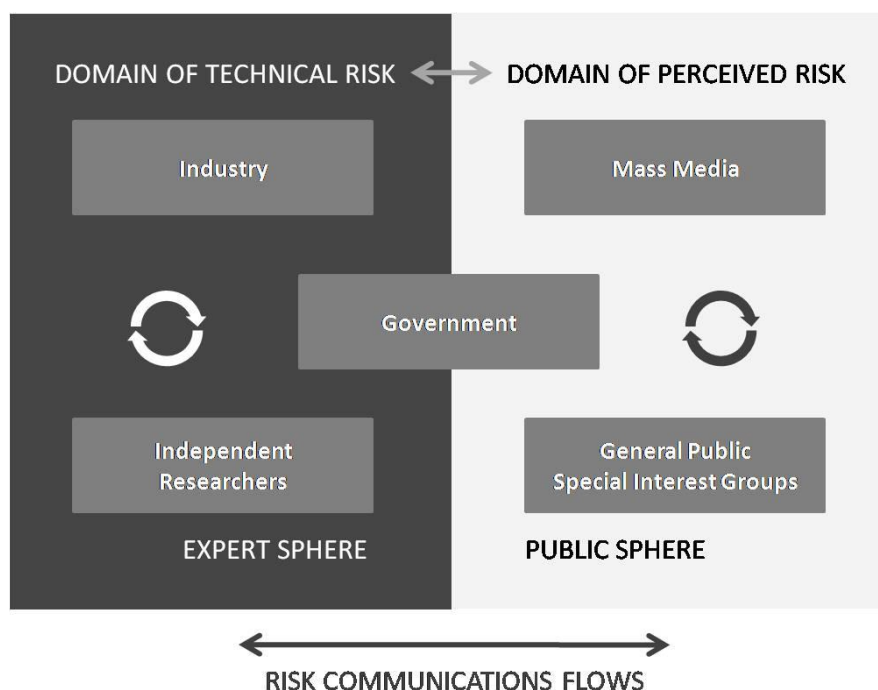 DOMAIN OF TECHNICAL RISK
DOMAIN OF PERCEIVED RISK
Industry
Mass Media
Government
Independent
Researchers
General Public
Special Interest Groups
EXPERT SPHERE
PUBLIC SPHERE
RISK COMMUNICATIONS FLOWS